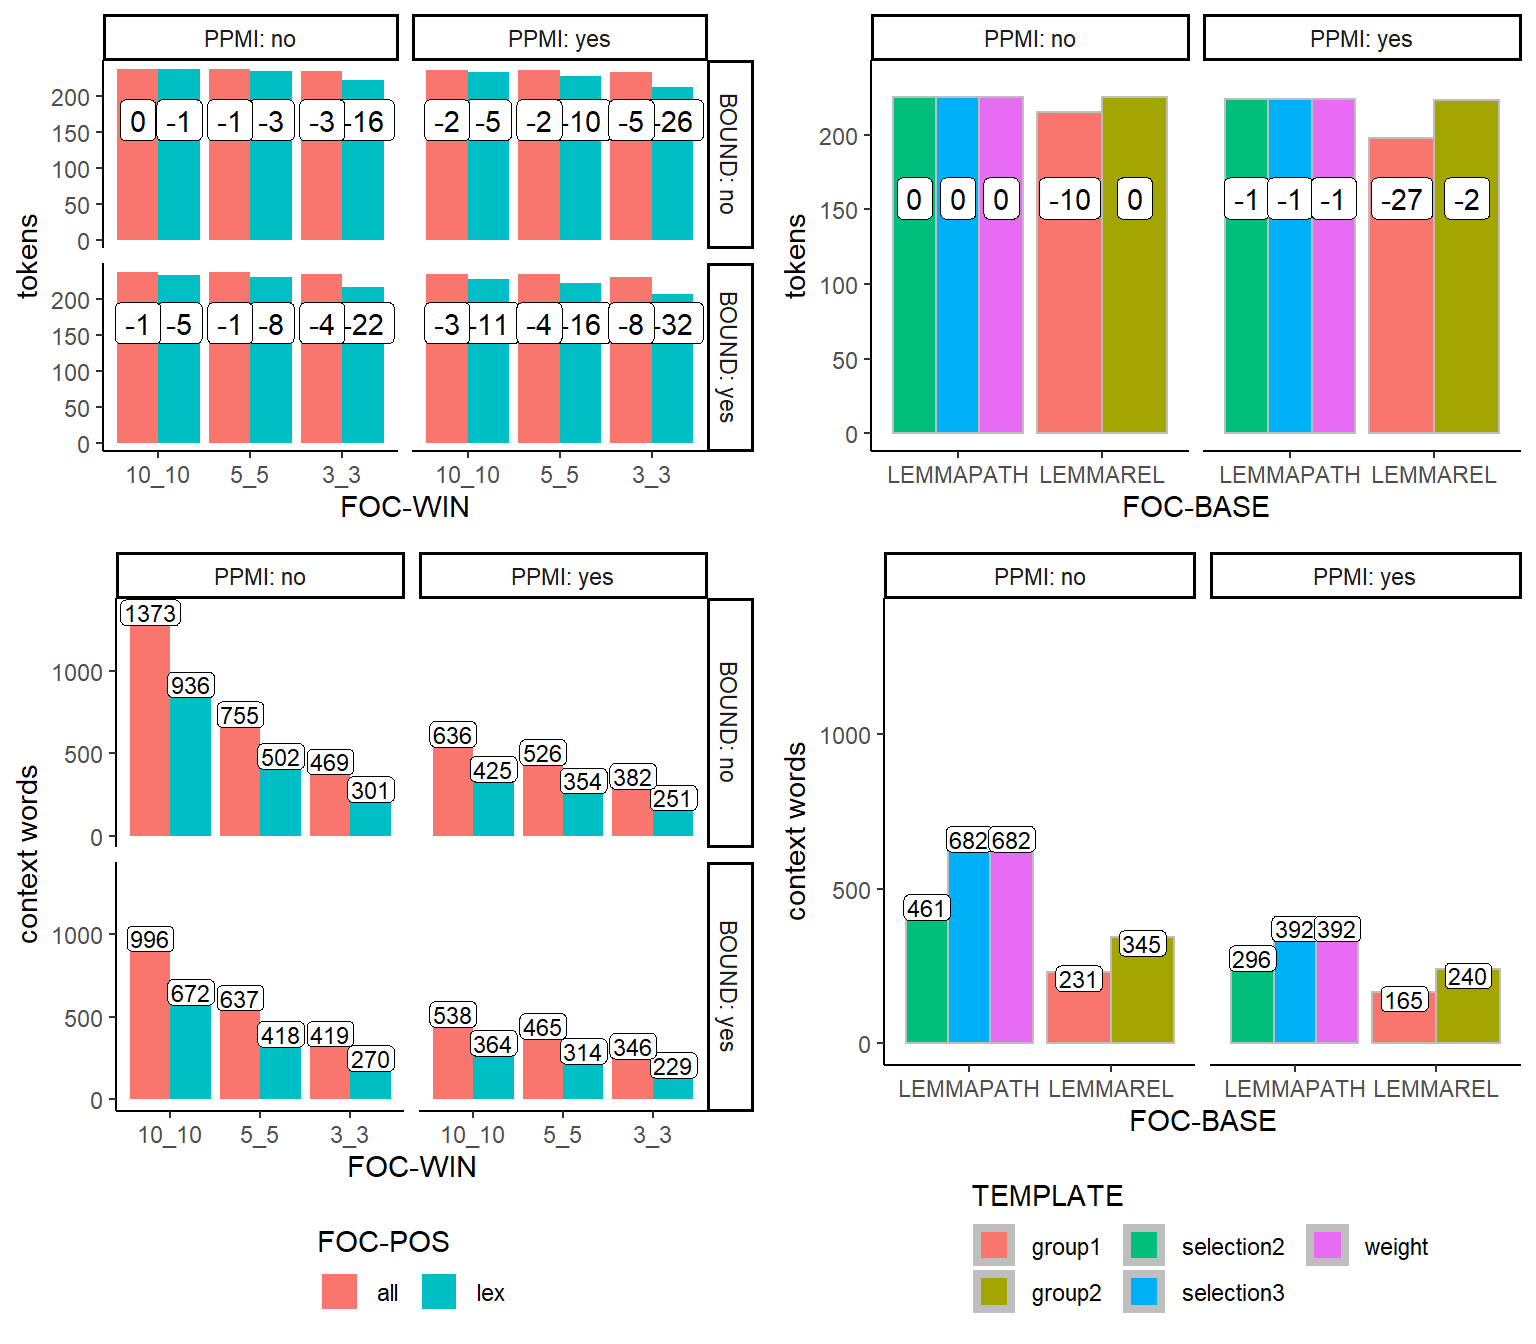 PPMI: no PPMI: yes
200 150 100 50 0
0 -1 -1 -3 -3 -16
-2 -5 -2 -10 -5 -26
BOUND: no
tokens
200 150 100 50 0
-1 -5 -1 -8 -4 -22
-3 -11 -4 -16 -8 -32
BOUND: yes
10_10 5_5 3_3 10_10 5_5 3_3
FOC-WIN
PPMI: no PPMI: yes
tokens
200 150 100 50 0
0 0 0 -10 0
-1 -1 -1 -27 -2
LEMMAPATH LEMMAREL LEMMAPATH LEMMAREL
FOC-BASE
PPMI: no PPMI: yes
context words
1000 500 0
1373 936 755 502 469 301
636 425 526 354 382 251
BOUND: no
1000 500 0
996 672 637 418 419 270
538 364 465 314 346 229
BOUND: yes
10_10 5_5 3_3 10_10 5_5 3_3
FOC-WIN
FOC-POS
all lex
PPMI: no PPMI: yes
context words
1000 500 0
461 682 682 231 345
296 392 392 165 240
LEMMAPATH LEMMAREL LEMMAPATH LEMMAREL
FOC-BASE
TEMPLATE
group1 selection2 weight
group2 selection3